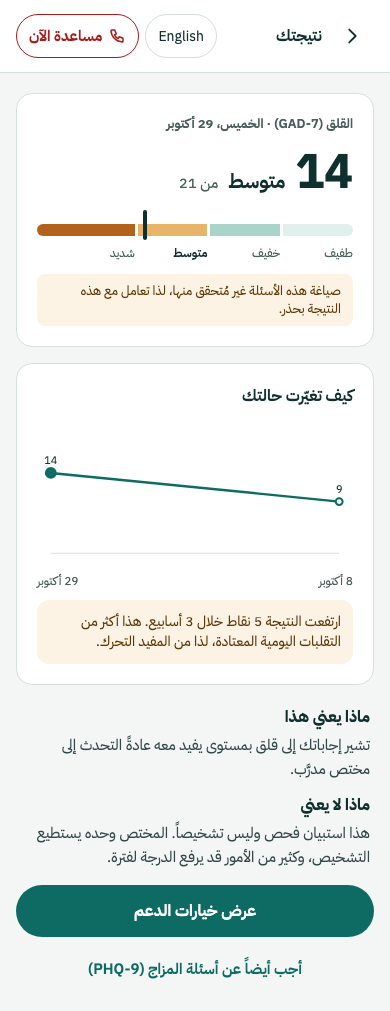 نتيجتك
English
مساعدة الآن
القلق (GAD-7) · الخميس، 29 أكتوبر
14 متوسط من 21
طفيف خفيف متوسط شديد
صياغة هذه الأسئلة غير مُتحقق منها، لذا تعامل مع هذه
النتيجة بحذر.
كيف تغيّرت حالتك
14
9
8 أكتوبر 29 أكتوبر
ارتفعت النتيجة 5 نقاط خلال 3 أسابيع. هذا أكثر من
التقلبات اليومية المعتادة، لذا من المفيد التحرك.
ماذا يعني هذا
تشير إجاباتك إلى قلق بمستوى يفيد معه عادةً التحدث إلى
مختص مدرَّب.
ماذا لا يعني
هذا استبيان فحص وليس تشخيصاً. المختص وحده يستطيع
التشخيص، وكثير من الأمور قد يرفع الدرجة لفترة.
عرض خيارات الدعم
أجب أيضاً عن أسئلة المزاج (PHQ-9)